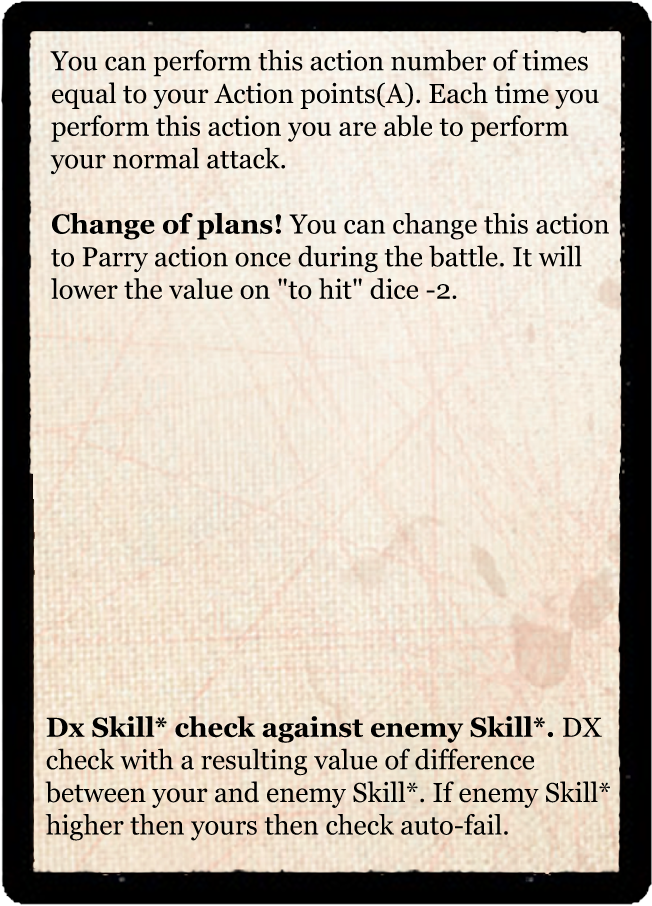 You can perform this action number of times
equal to your Action points(A). Each time you
perform this action you are able to perform
your normal attack.
Change of plans! You can change this action
to Parry action once during the battle. It will
lower the value on "to hit" dice -2.
Dx Skill* check against enemy Skill*. DX
check with a resulting value of difference
between your and enemy Skill*. If enemy Skill*
higher then yours then check auto-fail.